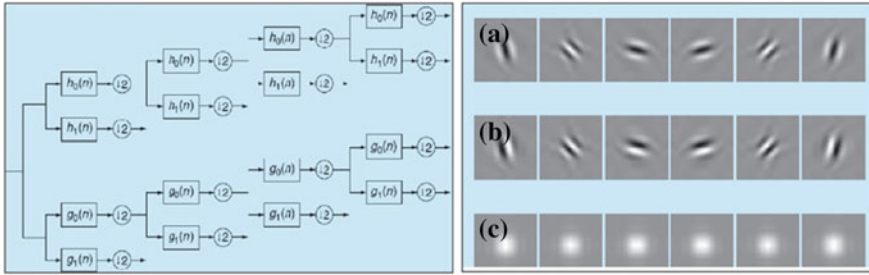 h₀(n) ↓2
h₁(n) ↓2
h₀(n) ↓2
h₁(n) ↓2
h₀(a) ↓2
h₁(a) ↓2
h₀(n) ↓2
h₁(n) ↓2
g₀(n) ↓2
g₁(n) ↓2
g₀(n) ↓2
g₁(n) ↓2
g₀(a) ↓2
g₁(a) ↓2
g₀(n) ↓2
g₁(n) ↓2
(a)
(b)
(c)